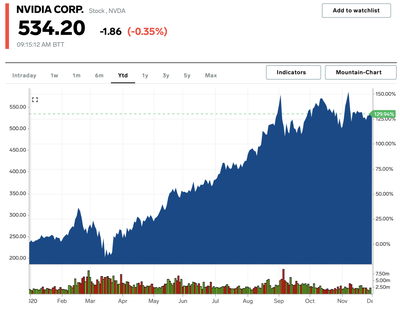 NVIDIA CORP. Stock , NVDA
Add to watchlist
534.20 -1.86 (-0.35%)
09:15:12 AM BTT
Intraday 1w 1m 6m Ytd 1y 3y 5y Max
Indicators
Mountain-Chart
550.00
500.00
450.00
400.00
350.00
300.00
250.00
200.00
150.00%
129.96%
125.00%
75.00%
50.00%
25.00%
0.00%
7.50m
5.00m
2.50m
Feb Mar Apr May Jun Jul Aug Sep Oct Nov